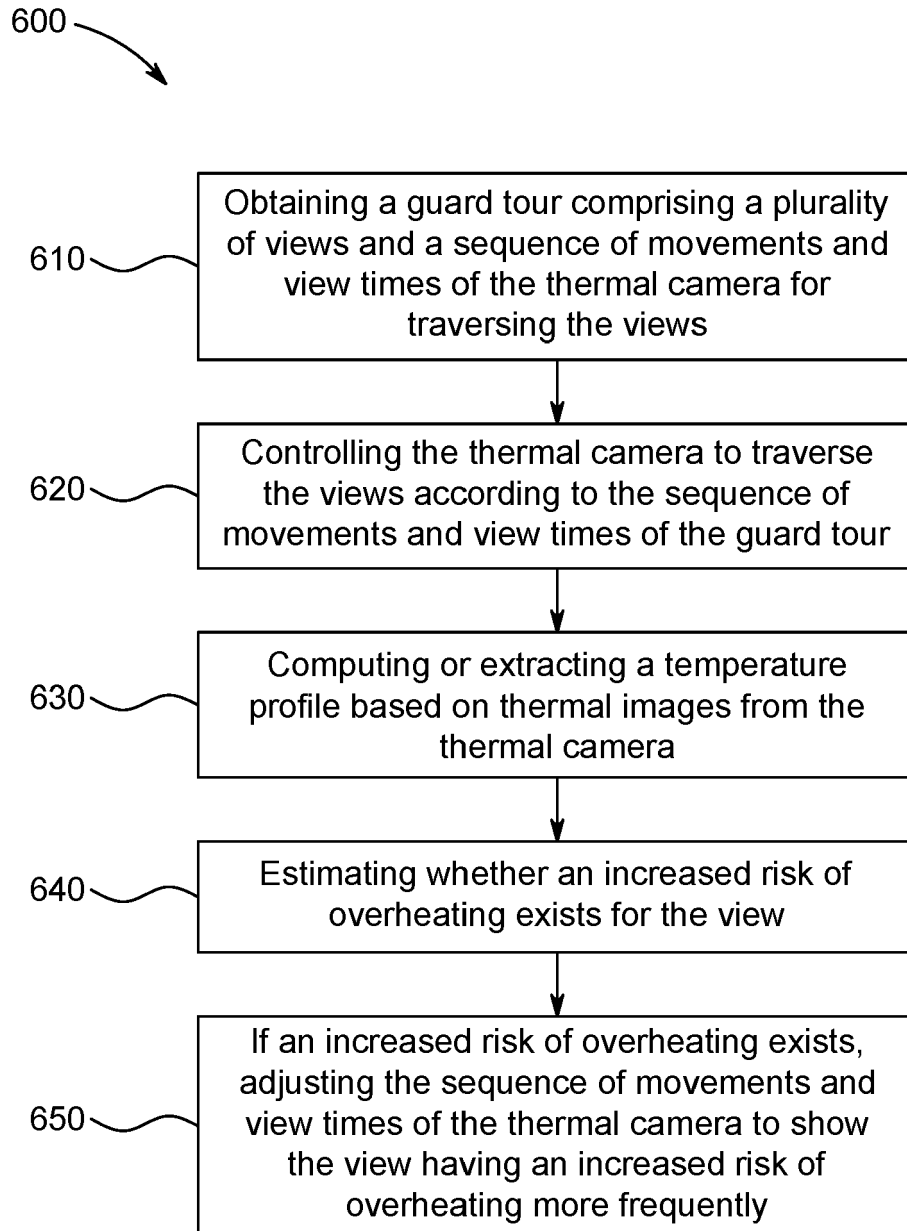 600
610
Obtaining a guard tour comprising a plurality
of views and a sequence of movements and
view times of the thermal camera for
traversing the views
620
Controlling the thermal camera to traverse
the views according to the sequence of
movements and view times of the guard tour
630
Computing or extracting a temperature
profile based on thermal images from the
thermal camera
640
Estimating whether an increased risk of
overheating exists for the view
650
If an increased risk of overheating exists,
adjusting the sequence of movements and
view times of the thermal camera to show
the view having an increased risk of
overheating more frequently